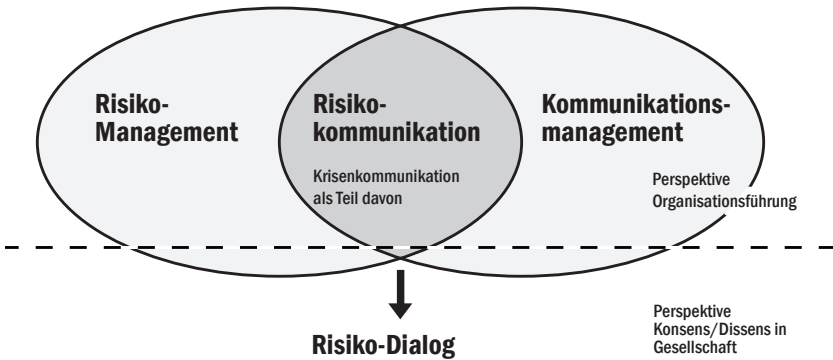 Risiko-
Management
Risiko-
kommunikation
Krisenkommunikation
als Teil davon
Kommunikations-
management
Perspektive
Organisationsführung
Risiko-Dialog
Perspektive
Konsens/Dissens in
Gesellschaft